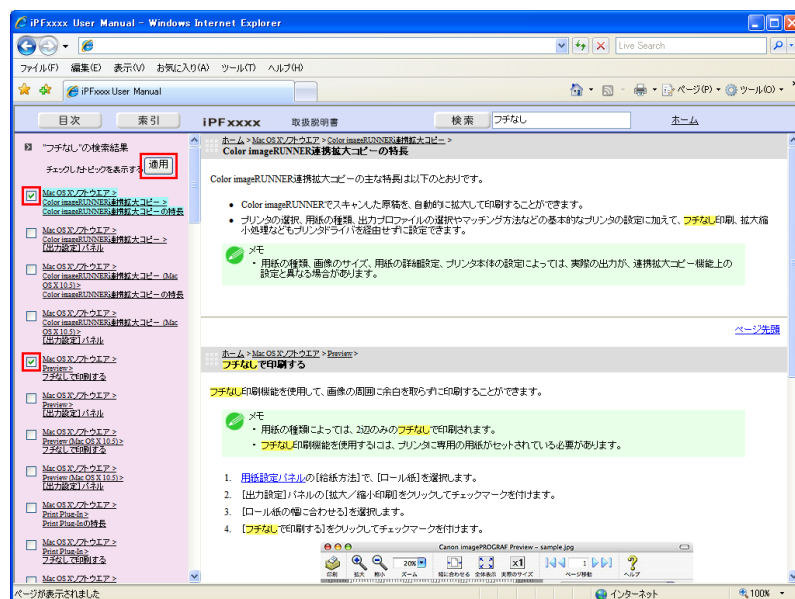 iPFxxxx User Manual - Windows Internet Explorer
Live Search
ファイル(F) 編集(E) 表示(V) お気に入り(A) ツール(T) ヘルプ(H)
iPFxxxx User Manual
ページ(P) ツール(O)
目次 索引 iPFxxxx 取扱説明書 検索 フチなし ホーム
"フチなし"の検索結果
チェックしたトピックを表示する 適用
Mac OS Xソフトウエア >
Color imageRUNNER連携拡大コピー >
Color imageRUNNER連携拡大コピーの特長
Mac OS Xソフトウエア >
Color imageRUNNER連携拡大コピー >
[出力設定]パネル
Mac OS Xソフトウエア >
Color imageRUNNER連携拡大コピー (Mac
OS X 10.5) >
Color imageRUNNER連携拡大コピーの特長
Mac OS Xソフトウエア >
Color imageRUNNER連携拡大コピー (Mac
OS X 10.5) >
[出力設定]パネル
Mac OS Xソフトウエア >
Preview >
フチなしで印刷する
Mac OS Xソフトウエア >
Preview >
[出力設定]パネル
Mac OS Xソフトウエア >
Preview (Mac OS X 10.5) >
フチなしで印刷する
Mac OS Xソフトウエア >
Preview (Mac OS X 10.5) >
[出力設定]パネル
Mac OS Xソフトウエア >
Print Plug-In >
Print Plug-Inの特長
Mac OS Xソフトウエア >
Print Plug-In >
フチなしで印刷する
Mac OS Xソフトウエア >
ホーム > Mac OS Xソフトウエア > Color imageRUNNER連携拡大コピー >
Color imageRUNNER連携拡大コピーの特長
Color imageRUNNER連携拡大コピーの主な特長は以下のとおりです。
• Color imageRUNNERでスキャンした原稿を、自動的に拡大して印刷することができます。
• プリンタの選択、用紙の種類、出力プロファイルの選択やマッチング方法などの基本的なプリンタの設定に加えて、フチなし印刷、拡大縮
小処理などもプリンタドライバを経由せずに設定できます。
メモ
・ 用紙の種類、画像のサイズ、用紙の詳細設定、プリンタ本体の設定によっては、実際の出力が、連携拡大コピー機能上の
設定と異なる場合があります。
ページ先頭
ホーム > Mac OS Xソフトウエア > Preview >
フチなしで印刷する
フチなし印刷機能を使用して、画像の周囲に余白を取らずに印刷することができます。
メモ
・ 用紙の種類によっては、2辺のみのフチなしで印刷されます。
・ フチなし印刷機能を使用するには、プリンタに専用の用紙がセットされている必要があります。
1. 用紙設定パネルの[給紙方法]で、[ロール紙]を選択します。
2. [出力設定]パネルの[拡大／縮小印刷]をクリックしてチェックマークを付けます。
3. [ロール紙の幅に合わせる]を選択します。
4. [フチなしで印刷する]をクリックしてチェックマークを付けます。
Canon imagePROGRAF Preview - sample.jpg
20% x1 1
印刷 拡大 縮小 ズーム 幅に合わせる 全体表示 実際のサイズ ページ移動 ヘルプ
ページが表示されました インターネット 100%